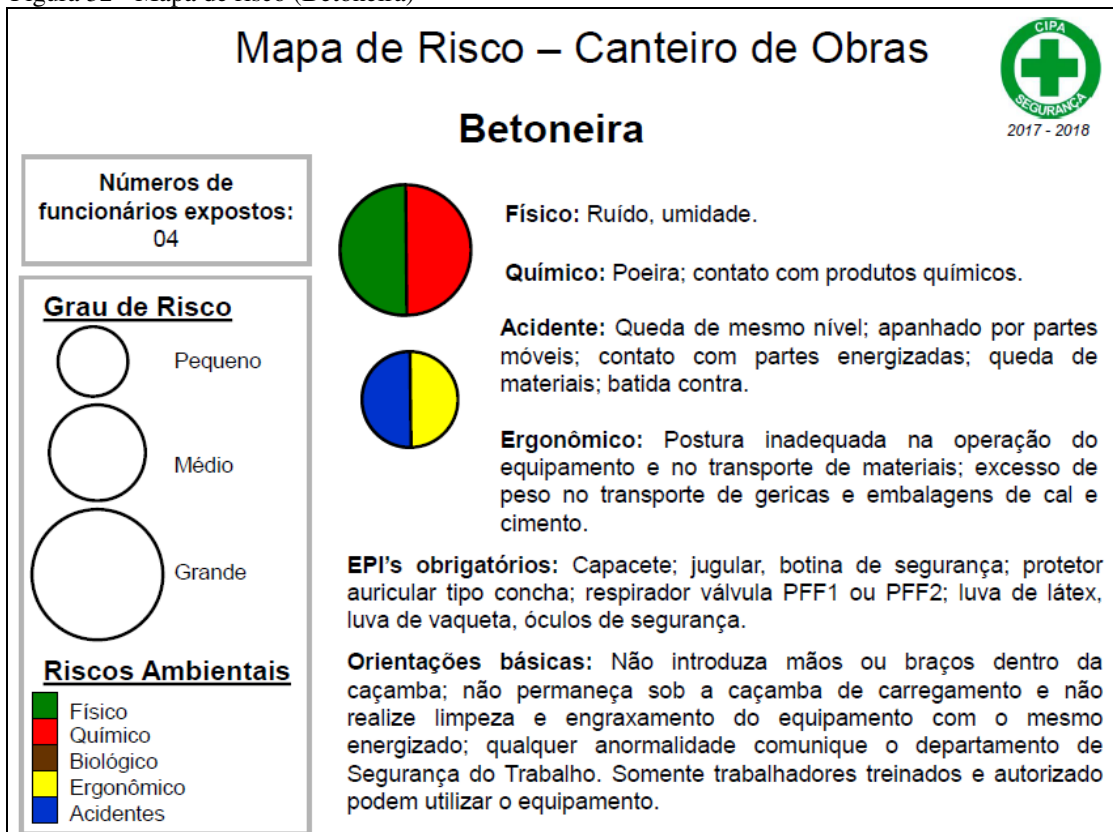 Figura 32 - Mapa de risco (Betoneira)
Mapa de Risco – Canteiro de Obras
CIPA
SEGURANÇA
2017 - 2018
Betoneira
Números de
funcionários expostos:
04
Grau de Risco
Pequeno
Médio
Grande
Riscos Ambientais
Físico
Químico
Biológico
Ergonômico
Acidentes
Físico: Ruído, umidade.
Químico: Poeira; contato com produtos químicos.
Acidente: Queda de mesmo nível; apanhado por partes
móveis; contato com partes energizadas; queda de
materiais; batida contra.
Ergonômico: Postura inadequada na operação do
equipamento e no transporte de materiais; excesso de
peso no transporte de gericas e embalagens de cal e
cimento.
EPI's obrigatórios: Capacete; jugular, botina de segurança; protetor
auricular tipo concha; respirador válvula PFF1 ou PFF2; luva de látex,
luva de vaqueta, óculos de segurança.
Orientações básicas: Não introduza mãos ou braços dentro da
caçamba; não permaneça sob a caçamba de carregamento e não
realize limpeza e engraxamento do equipamento com o mesmo
energizado; qualquer anormalidade comunique o departamento de
Segurança do Trabalho. Somente trabalhadores treinados e autorizado
podem utilizar o equipamento.